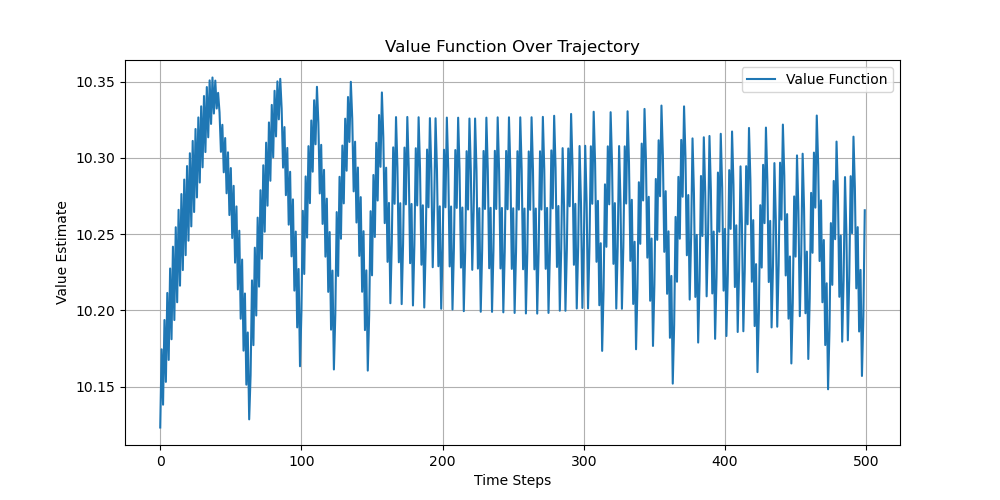 Value Function Over Trajectory
Value Function
Value Estimate
10.35
10.30
10.25
10.20
10.15
0 100 200 300 400 500
Time Steps